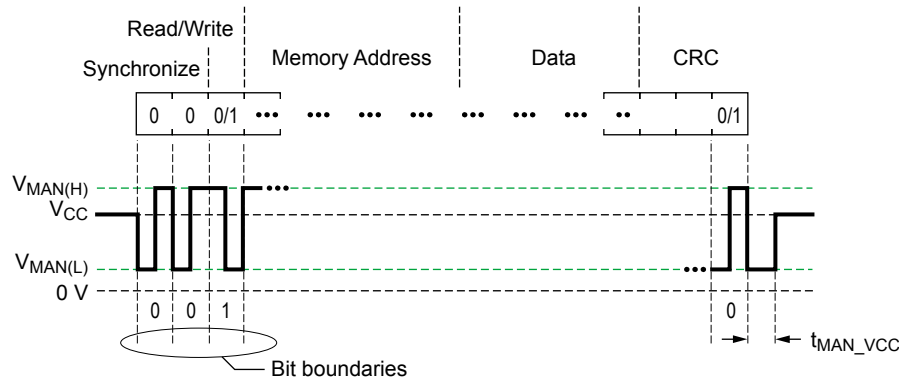 Read/Write
Synchronize
Memory Address
Data
CRC
0 0 0/1 ••• ••• ••• ••• ••• ••• ••• •• 0/1
V_MAN(H)
•••
V_CC
V_MAN(L)
•••
0 V
0 0 1 0
t_MAN_VCC
Bit boundaries